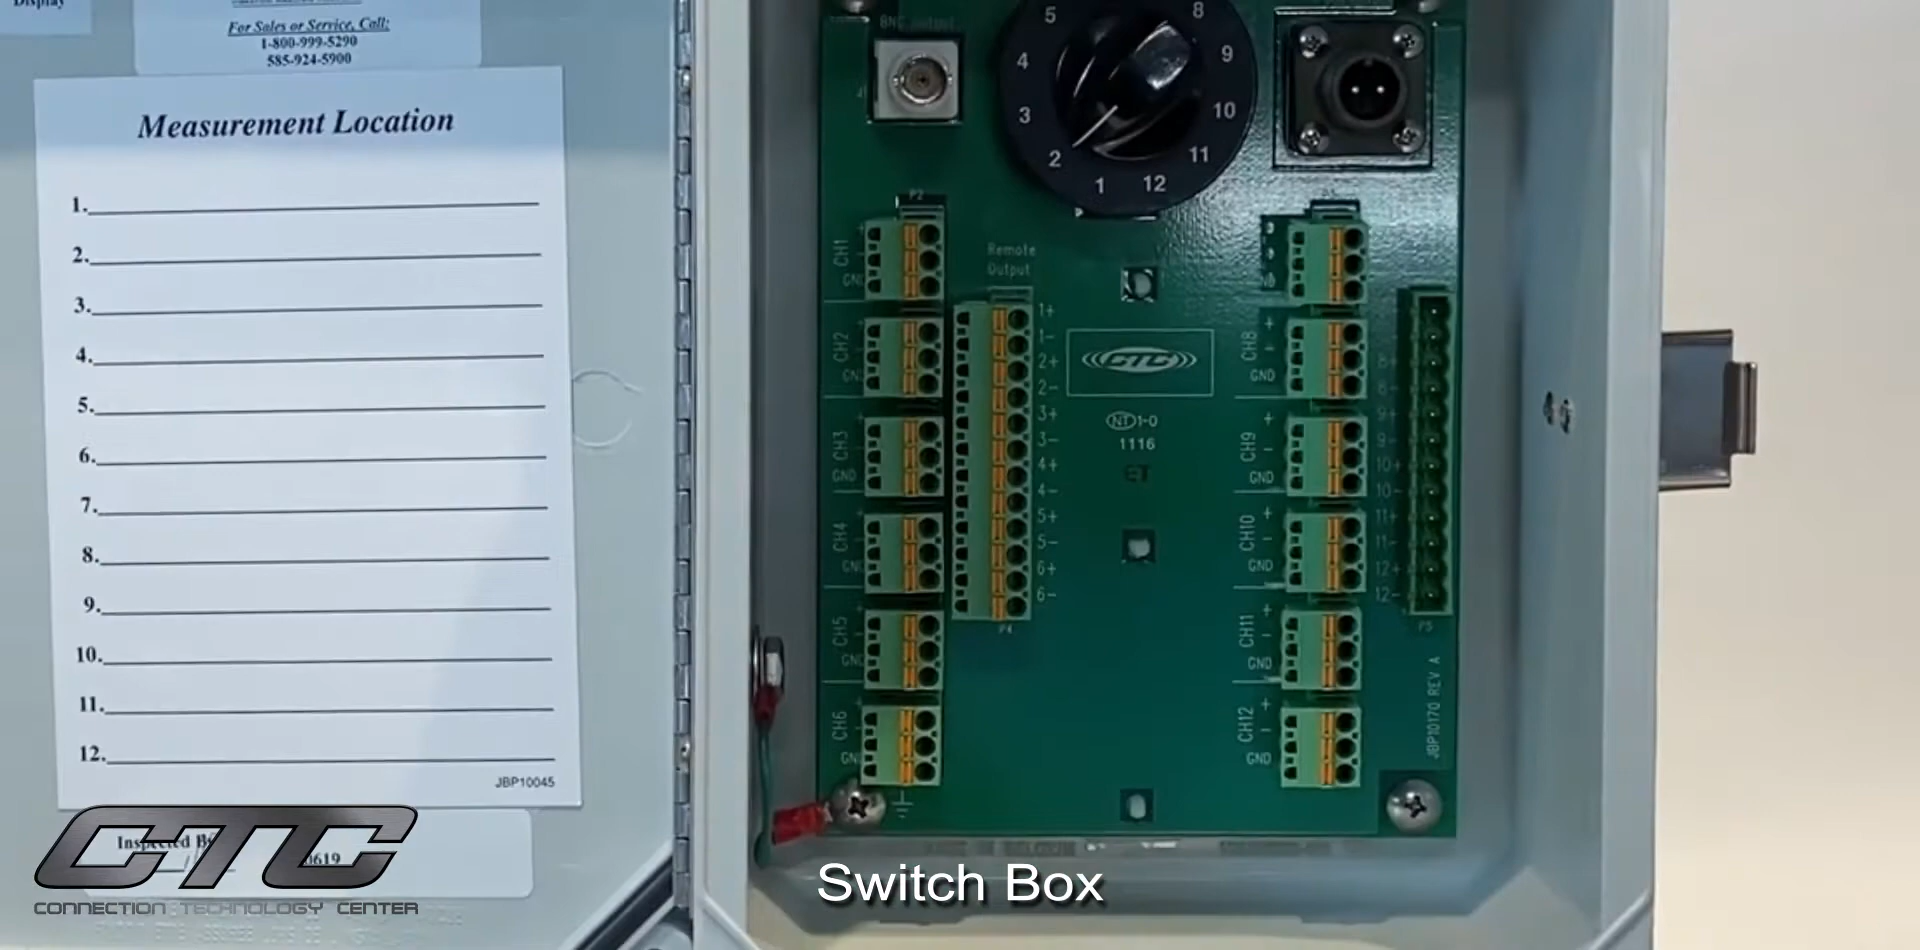 Display
For Sales or Service, Call:
1-800-999-5290
585-924-5900
Measurement Location
1.
2.
3.
4.
5.
6.
7.
8.
9.
10.
11.
12.
JBP10045
Inspected By
0619
CTC
CONNECTION TECHNOLOGY CENTER
BNC output
5
4
3
2
1
12
11
10
9
8
P2
CH1
GND
CH2
GND
CH3
GND
CH4
GND
CH5
GND
CH6
GND
Remote
Output
1+
1-
2+
2-
3+
3-
4+
4-
5+
5-
6+
6-
P4
CTC
1-0
1116
ET
+
CH8
GND
+
-
CH9
GND
+
-
CH10
GND
+
-
CH11
GND
+
-
CH12
GND
8+
8-
9+
9-
10+
10-
11+
11-
12+
12-
P5
JBP10170 REV A
Switch Box